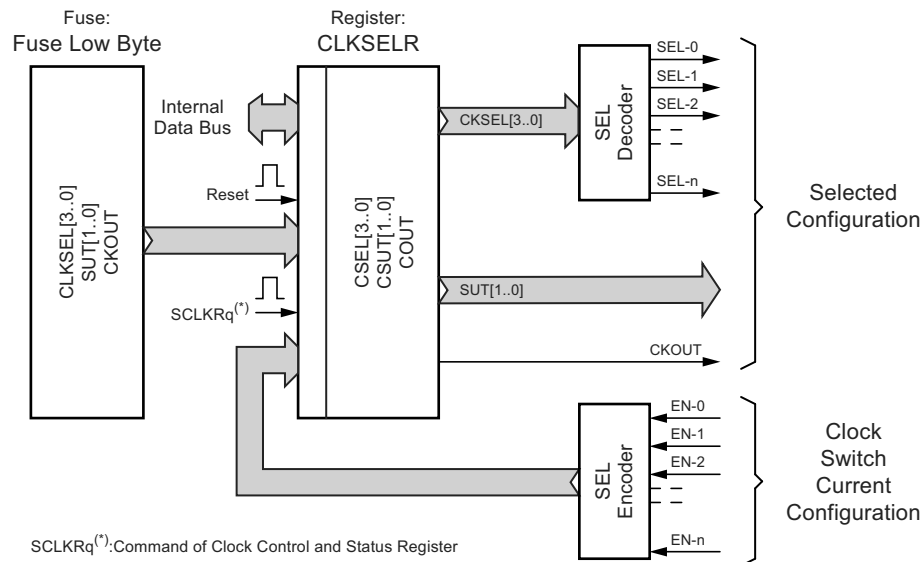 Fuse:
Fuse Low Byte
CLKSEL[3..0]
SUT[1..0]
CKOUT
Register:
CLKSELR
Internal
Data Bus
Reset
SCLKRq(*)
CSEL[3..0]
CSUT[1..0]
COUT
CKSEL[3..0]
SUT[1..0]
CKOUT
SEL
Decoder
SEL-0
SEL-1
SEL-2
SEL-n
Selected
Configuration
SEL
Encoder
EN-0
EN-1
EN-2
EN-n
Clock
Switch
Current
Configuration
SCLKRq(*):Command of Clock Control and Status Register